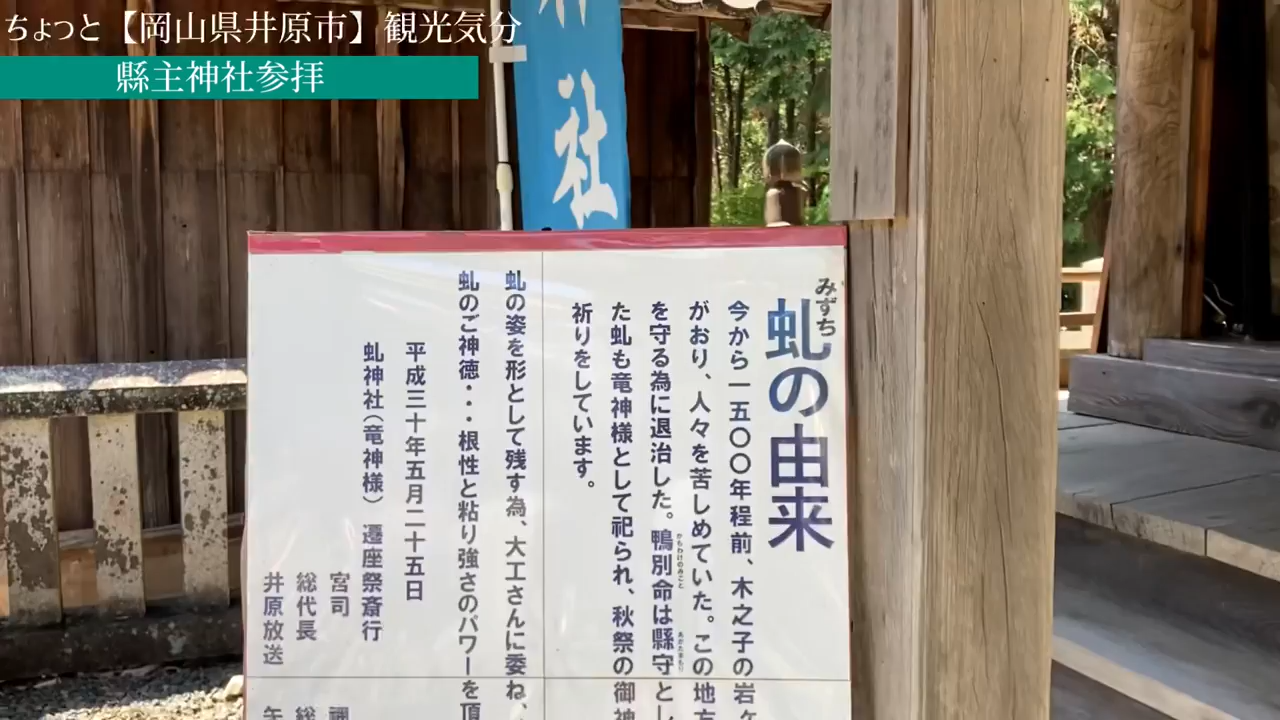 ちょっと【岡山県井原市】観光気分
縣主神社参拝
社
みずち
虬の由来
今から一五〇〇年程前、木之子の岩
がおり、人々を苦しめていた。この地方
を守る為に退治した。鴨別命は縣守とし
かもわけのみこと
あがたまもり
た虬も竜神様として祀られ、秋祭の御神
祈りをしています。
虬の姿を形として残す為、大工さんに委ね、
虬のご神徳・・・根性と粘り強さのパワーを頂
平成三十年五月二十五日
虬神社(竜神様) 遷座祭斎行
宮司
総代長
井原放送